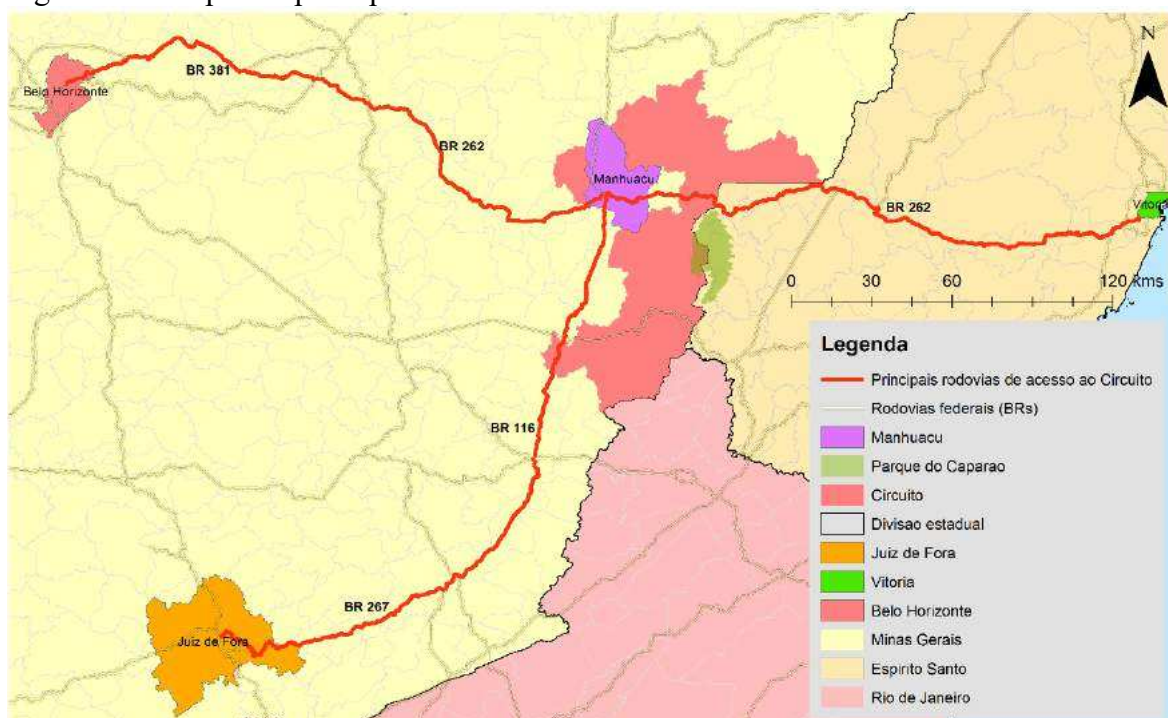 N
BR 381
Belo Horizonte
BR 262
Manhuacu
BR 262
Vitoria
0 30 60 120 kms
BR 116
BR 267
Juiz de Fora
Legenda
Principais rodovias de acesso ao Circuito
Rodovias federais (BRs)
Manhuacu
Parque do Caparao
Circuito
Divisao estadual
Juiz de Fora
Vitoria
Belo Horizonte
Minas Gerais
Espirito Santo
Rio de Janeiro